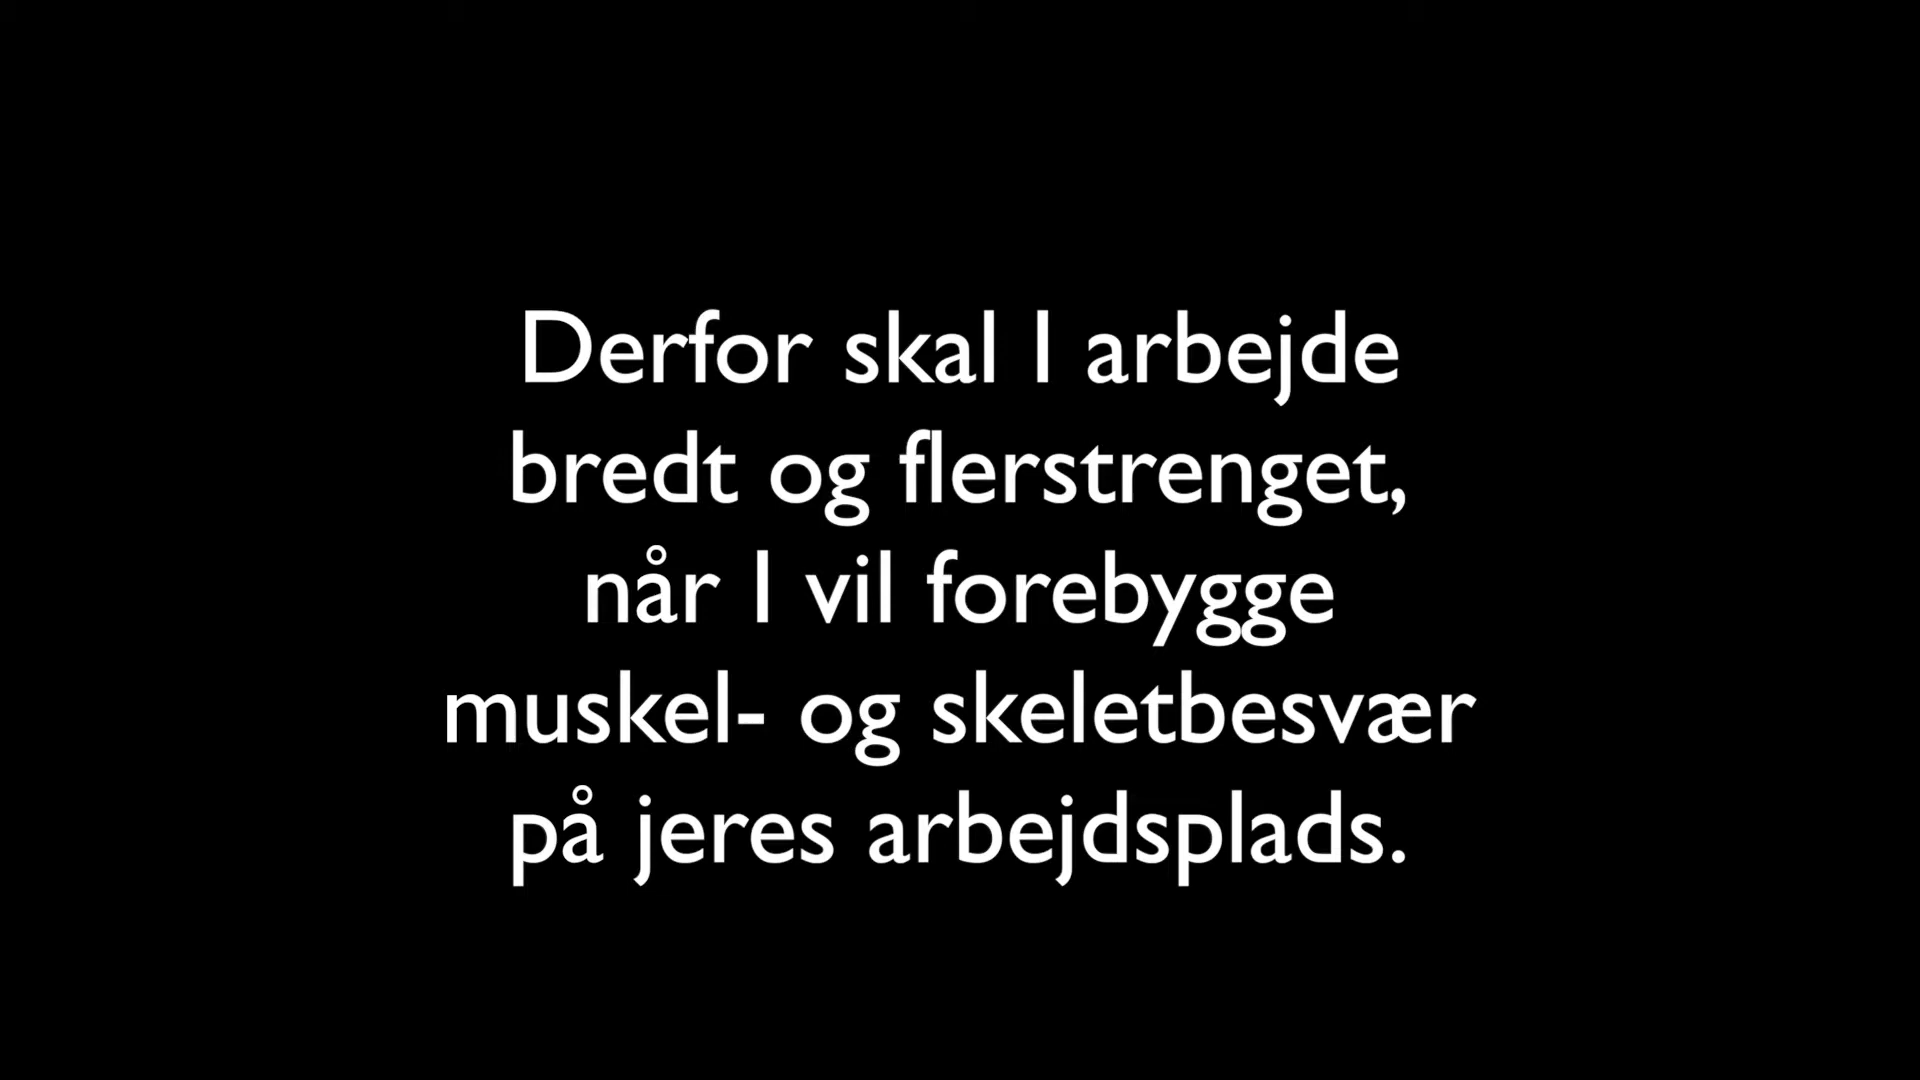 Derfor skal I arbejde
bredt og flerstrenget,
når I vil forebygge
muskel- og skeletbesvær
på jeres arbejdsplads.